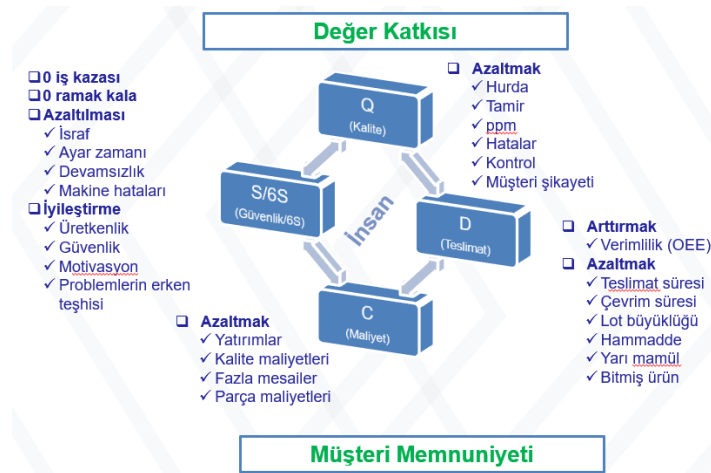 Değer Katkısı
❑ 0 iş kazası
❑ 0 ramak kala
❑ Azaltılması
✓ İsraf
✓ Ayar zamanı
✓ Devamsızlık
✓ Makine hataları
❑ İyileştirme
✓ Üretkenlik
✓ Güvenlik
✓ Motivasyon
✓ Problemlerin erken
teşhisi
Q
(Kalite)
S/6S
(Güvenlik/6S)
İnsan
D
(Teslimat)
C
(Maliyet)
❑ Azaltmak
✓ Hurda
✓ Tamir
✓ ppm
✓ Hatalar
✓ Kontrol
✓ Müşteri şikayeti
❑ Arttırmak
✓ Verimlilik (OEE)
❑ Azaltmak
✓ Teslimat süresi
✓ Çevrim süresi
✓ Lot büyüklüğü
✓ Hammadde
✓ Yarı mamül
✓ Bitmiş ürün
❑ Azaltmak
✓ Yatırımlar
✓ Kalite maliyetleri
✓ Fazla mesailer
✓ Parça maliyetleri
Müşteri Memnuniyeti